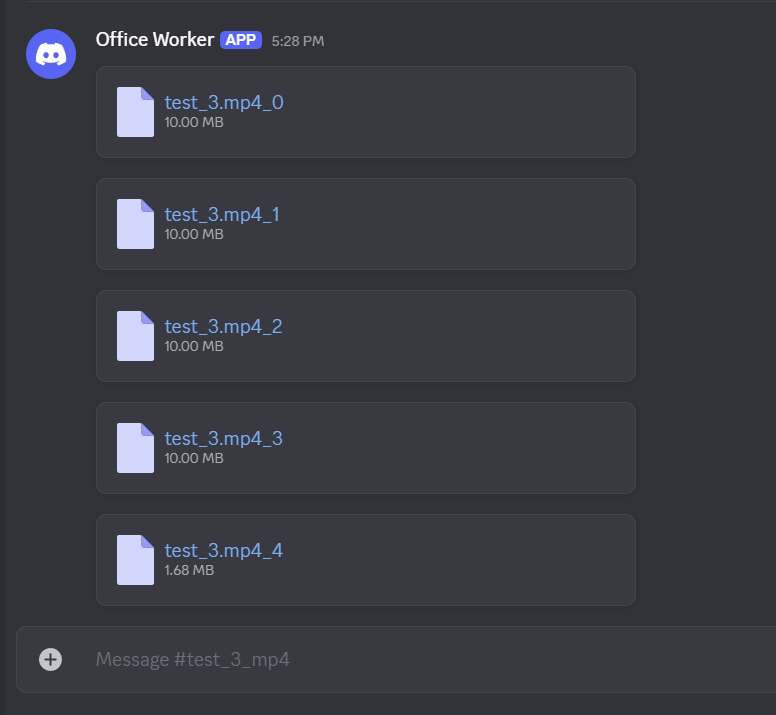 Office Worker APP 5:28 PM
test_3.mp4_0
10.00 MB
test_3.mp4_1
10.00 MB
test_3.mp4_2
10.00 MB
test_3.mp4_3
10.00 MB
test_3.mp4_4
1.68 MB
Message #test_3_mp4